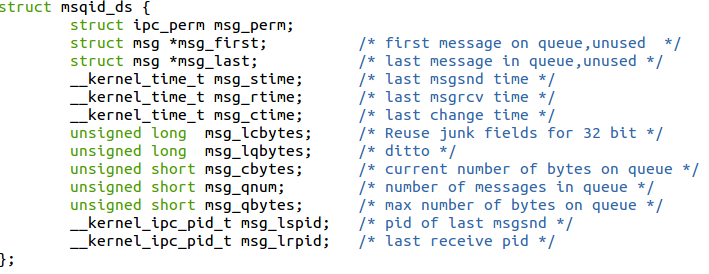 struct msqid_ds {
        struct ipc_perm msg_perm;
        struct msg *msg_first;          /* first message on queue,unused  */
        struct msg *msg_last;           /* last message in queue,unused */
        __kernel_time_t msg_stime;      /* last msgsnd time */
        __kernel_time_t msg_rtime;      /* last msgrcv time */
        __kernel_time_t msg_ctime;      /* last change time */
        unsigned long  msg_lcbytes;     /* Reuse junk fields for 32 bit */
        unsigned long  msg_lqbytes;     /* ditto */
        unsigned short msg_cbytes;      /* current number of bytes on queue */
        unsigned short msg_qnum;        /* number of messages in queue */
        unsigned short msg_qbytes;      /* max number of bytes on queue */
        __kernel_ipc_pid_t msg_lspid;   /* pid of last msgsnd */
        __kernel_ipc_pid_t msg_lrpid;   /* last receive pid */
};